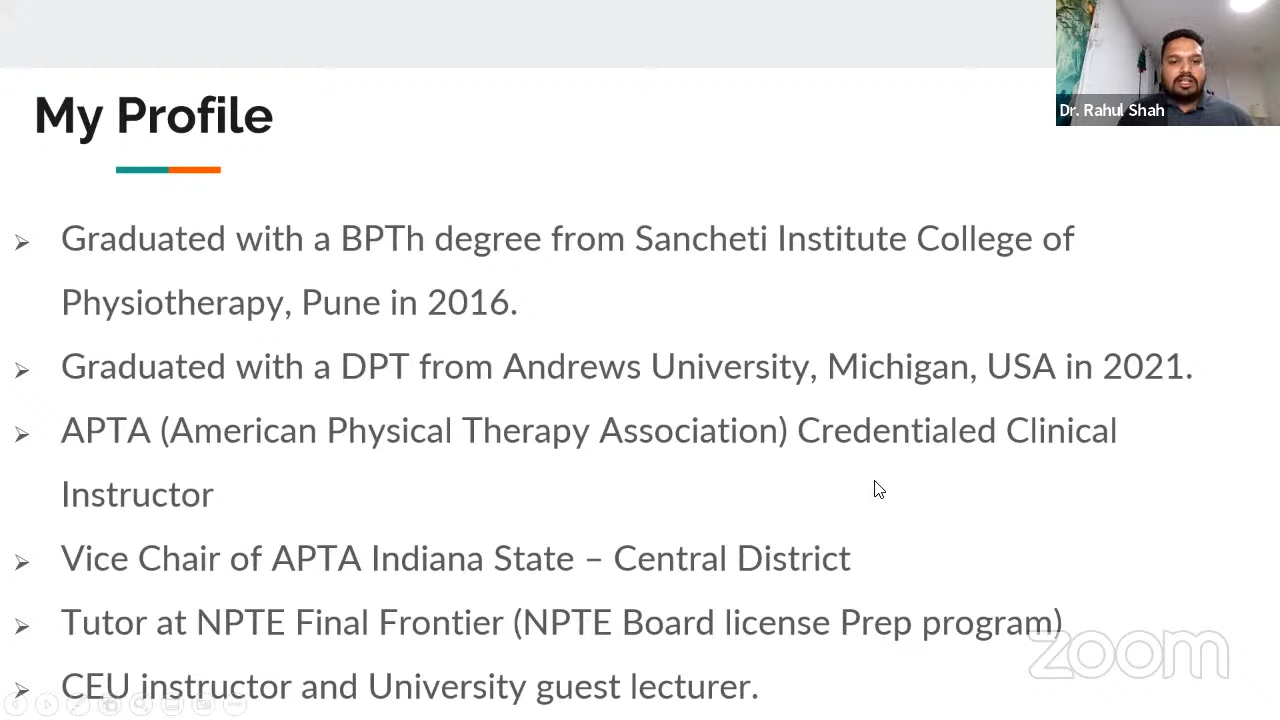 My Profile
Dr. Rahul Shah
➢ Graduated with a BPTh degree from Sancheti Institute College of
Physiotherapy, Pune in 2016.
➢ Graduated with a DPT from Andrews University, Michigan, USA in 2021.
➢ APTA (American Physical Therapy Association) Credentialed Clinical
Instructor
➢ Vice Chair of APTA Indiana State – Central District
➢ Tutor at NPTE Final Frontier (NPTE Board license Prep program)
zoom
➢ CEU instructor and University guest lecturer.